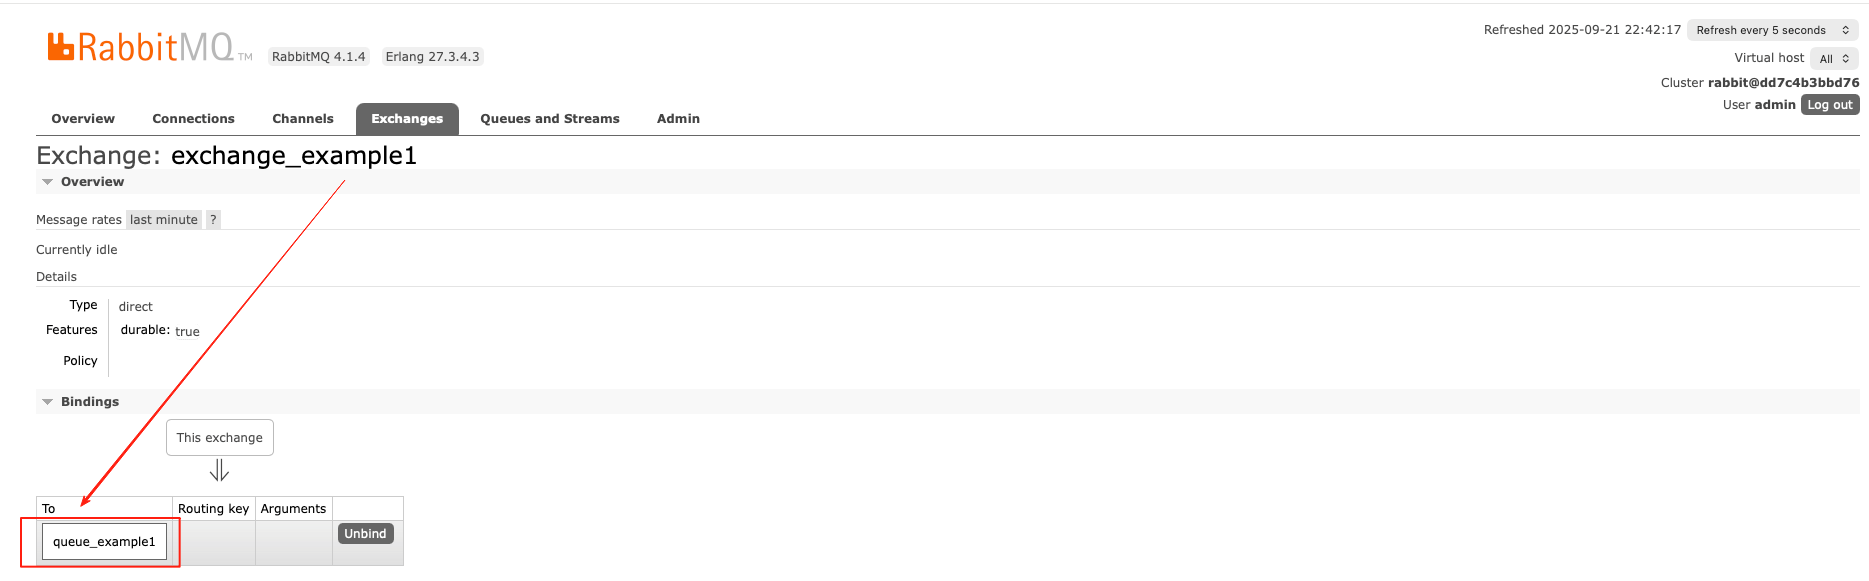 Refreshed 2025-09-21 22:42:17 Refresh every 5 seconds
RabbitMQ TM RabbitMQ 4.1.4 Erlang 27.3.4.3
Virtual host All
Cluster rabbit@dd7c4b3bbd76
User admin Log out
Overview Connections Channels Exchanges Queues and Streams Admin
Exchange: exchange_example1
Overview
Message rates last minute ?
Currently idle
Details
Type direct
Features durable: true
Policy
Bindings
This exchange
⇓
To Routing key Arguments
queue_example1 Unbind